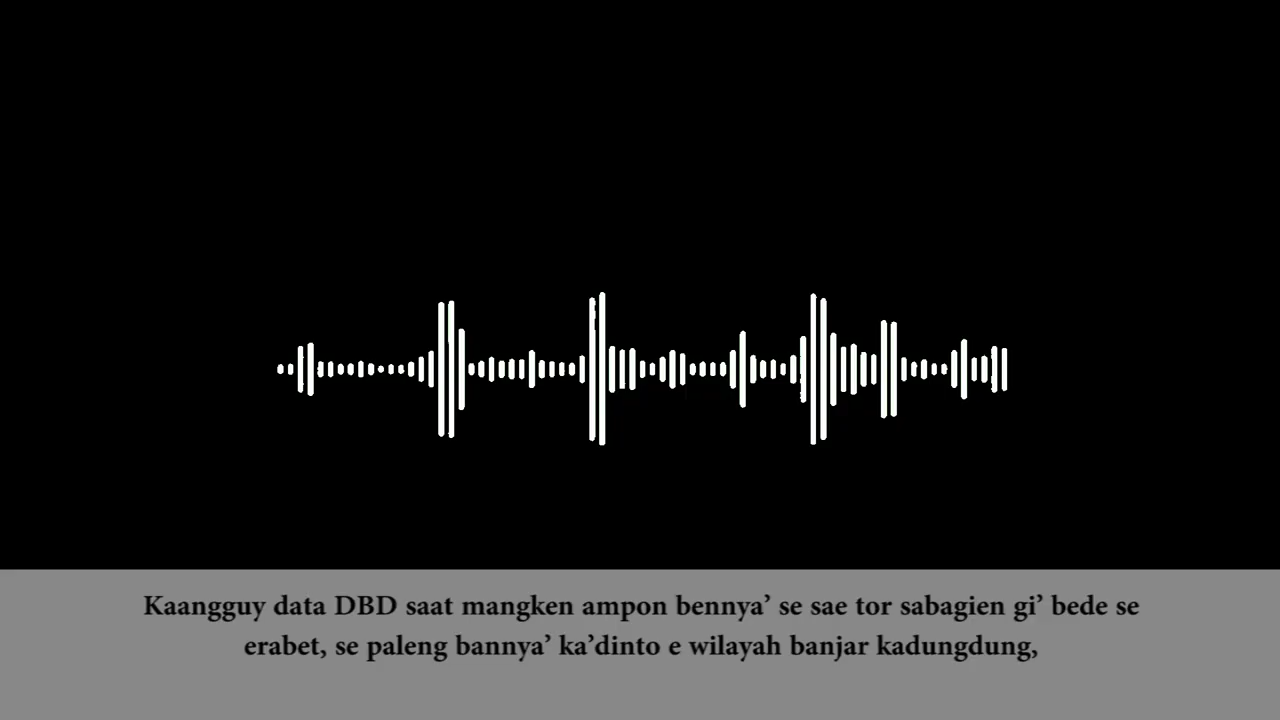 Kaangguy data DBD saat mangken ampon bennya’ se sae tor sabagien gi’ bede se
erabet, se paleng bannya’ ka’dinto e wilayah banjar kadungdung,